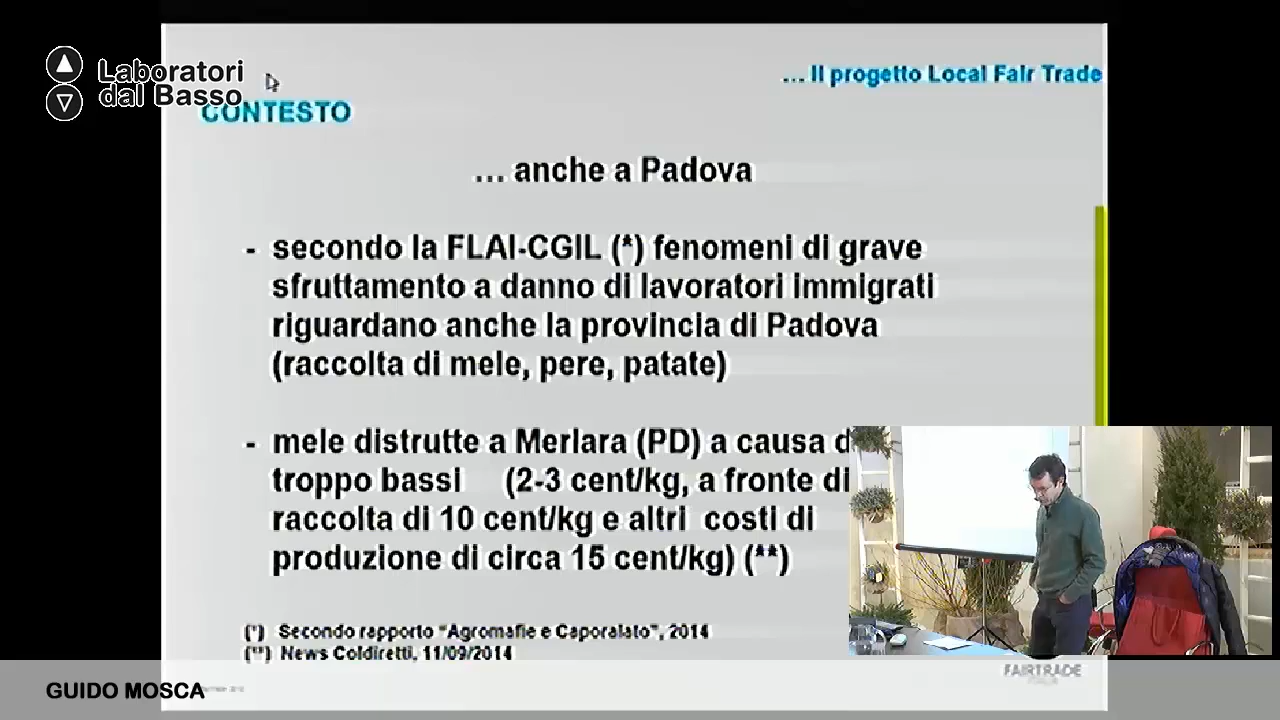 Laboratori
dal Basso
... Il progetto Local Fair Trade
CONTESTO
... anche a Padova
- secondo la FLAI-CGIL (*) fenomeni di grave
sfruttamento a danno di lavoratori immigrati
riguardano anche la provincia di Padova
(raccolta di mele, pere, patate)
- mele distrutte a Merlara (PD) a causa d
troppo bassi (2-3 cent/kg, a fronte di
raccolta di 10 cent/kg e altri costi di
produzione di circa 15 cent/kg) (**)
(*) Secondo rapporto "Agromafie e Caporalato", 2014
(**) News Coldiretti, 11/09/2014
FAIRTRADE
GUIDO MOSCA